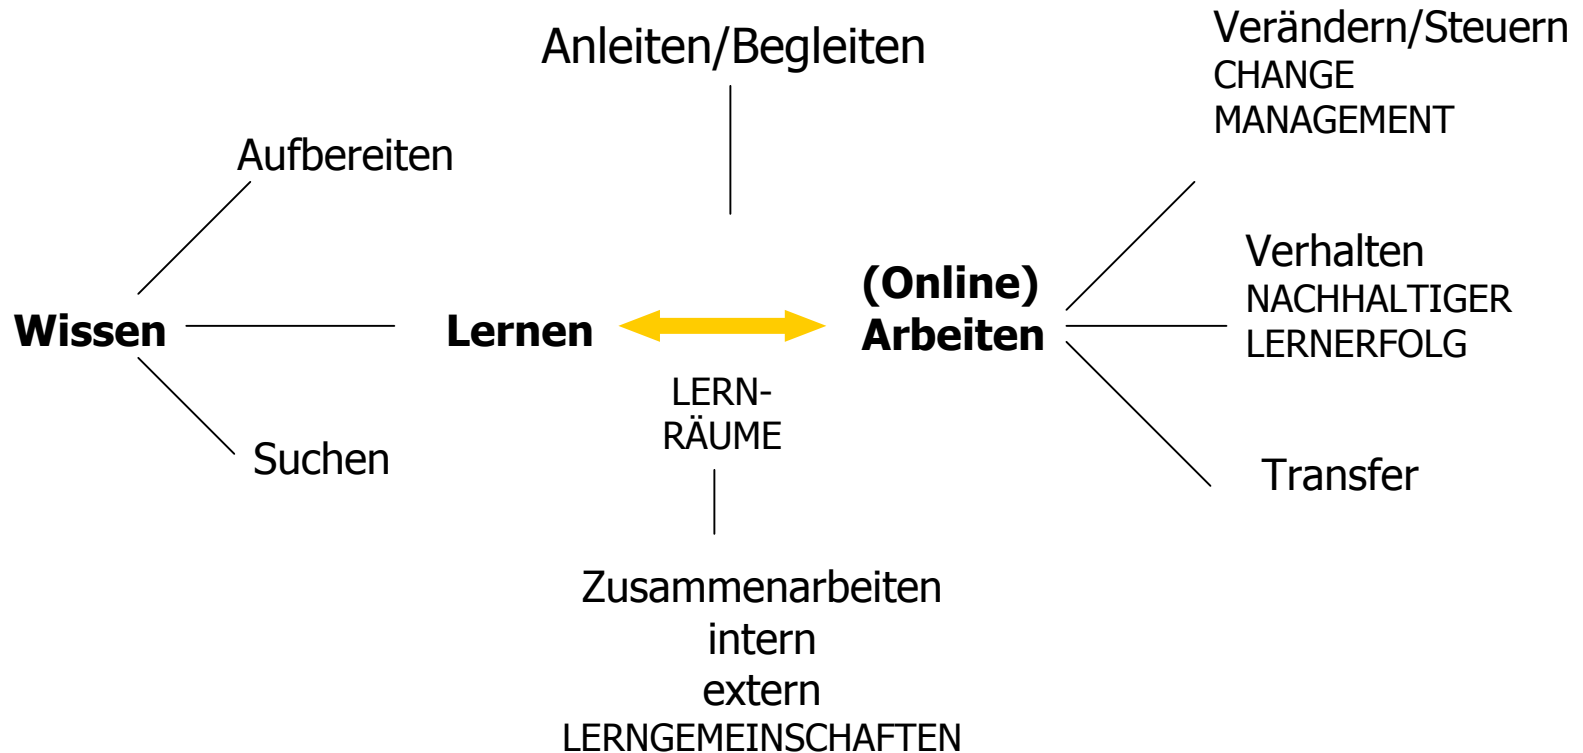 Anleiten/Begleiten
Verändern/Steuern
CHANGE
MANAGEMENT
Aufbereiten
Wissen
Lernen
(Online)
Arbeiten
Verhalten
NACHHALTIGER
LERNERFOLG
LERN-
RÄUME
Suchen
Transfer
Zusammenarbeiten
intern
extern
LERNGEMEINSCHAFTEN